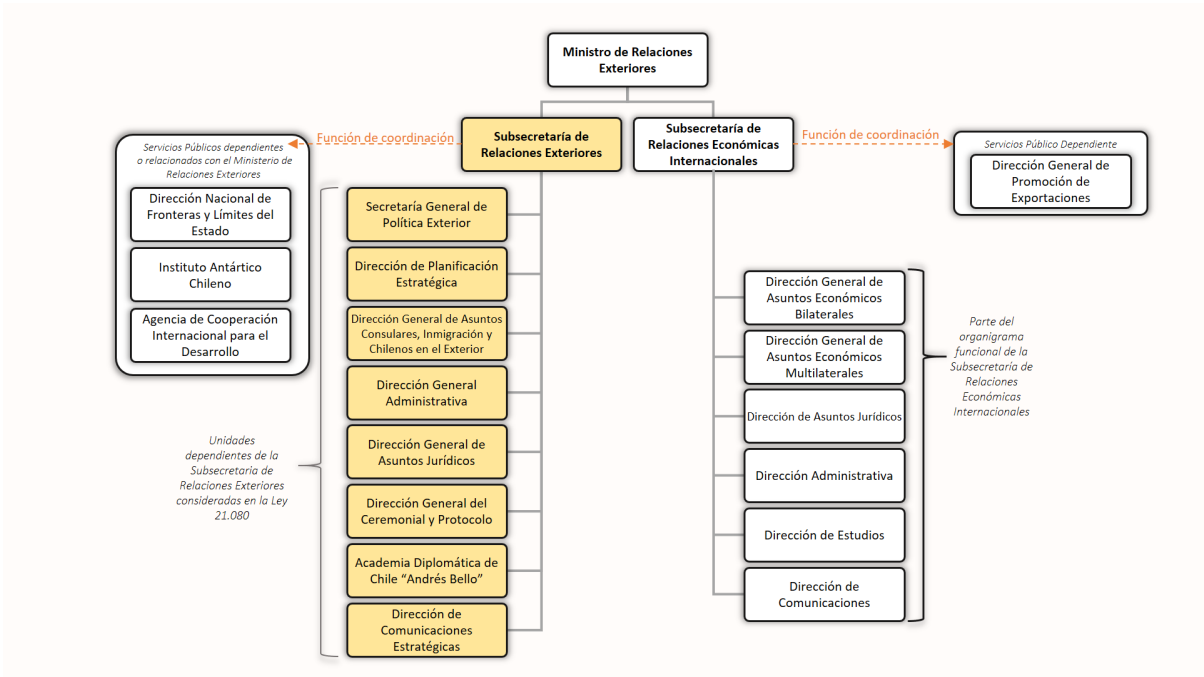 Ministro de Relaciones
Exteriores
Función de coordinación
Subsecretaría de
Relaciones Exteriores
Subsecretaría de
Relaciones Económicas
Internacionales
Función de coordinación
Servicios Públicos dependientes
o relacionados con el Ministerio de
Relaciones Exteriores
Dirección Nacional de
Fronteras y Límites del
Estado
Instituto Antártico
Chileno
Agencia de Cooperación
Internacional para el
Desarrollo
Servicios Público Dependiente
Dirección General de
Promoción de
Exportaciones
Secretaría General de
Política Exterior
Dirección de Planificación
Estratégica
Dirección General de Asuntos
Consulares, Inmigración y
Chilenos en el Exterior
Dirección General
Administrativa
Dirección General de
Asuntos Jurídicos
Dirección General del
Ceremonial y Protocolo
Academia Diplomática de
Chile “Andrés Bello”
Dirección de
Comunicaciones
Estratégicas
Unidades
dependientes de la
Subsecretaria de
Relaciones Exteriores
consideradas en la Ley
21.080
Dirección General de
Asuntos Económicos
Bilaterales
Dirección General de
Asuntos Económicos
Multilaterales
Dirección de Asuntos Jurídicos
Dirección Administrativa
Dirección de Estudios
Dirección de
Comunicaciones
Parte del
organigrama
funcional de la
Subsecretaría de
Relaciones
Económicas
Internacionales